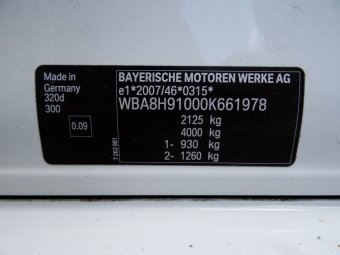 Made in
Germany
320d
300
0.09
BAYERISCHE MOTOREN WERKE AG
e1*2007/46*0315*
WBA8H91000K661978
2125 kg
4000 kg
1- 930 kg
2- 1260 kg